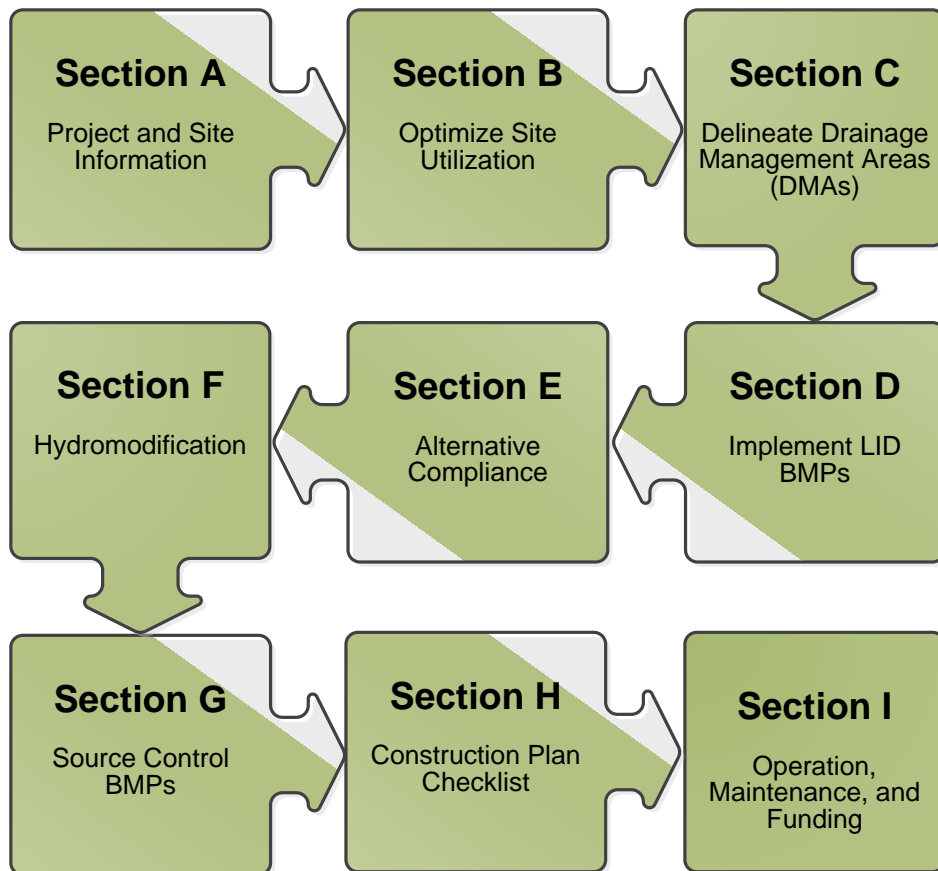 Section A
Project and Site
Information
Section B
Optimize Site
Utilization
Section C
Delineate Drainage
Management Areas
(DMAs)
Section D
Implement LID
BMPs
Section E
Alternative
Compliance
Section F
Hydromodification
Section G
Source Control
BMPs
Section H
Construction Plan
Checklist
Section I
Operation,
Maintenance, and
Funding